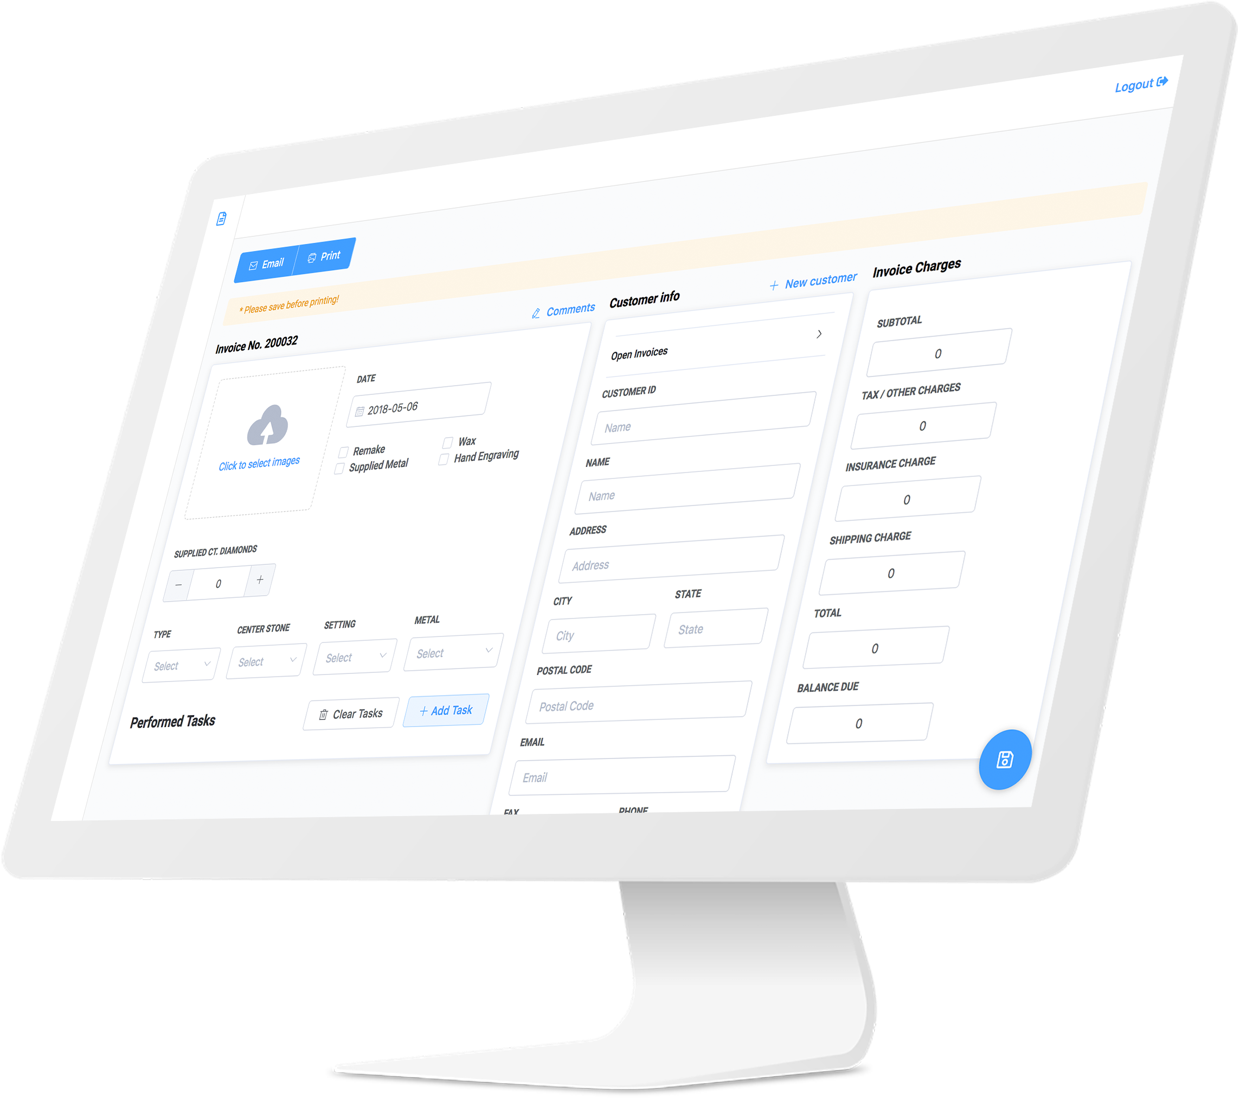 Logout
Email
Print
* Please save before printing!
Invoice No. 200032
Comments
DATE
2018-05-06
Click to select images
Remake
Wax
Supplied Metal
Hand Engraving
SUPPLIED CT. DIAMONDS
−
0
+
TYPE
CENTER STONE
SETTING
METAL
Select
Select
Select
Select
Performed Tasks
Clear Tasks
+ Add Task
Customer info
+ New customer
Open Invoices
CUSTOMER ID
Name
NAME
Name
ADDRESS
Address
CITY
STATE
City
State
POSTAL CODE
Postal Code
EMAIL
Email
FAX
PHONE
Invoice Charges
SUBTOTAL
0
TAX / OTHER CHARGES
0
INSURANCE CHARGE
0
SHIPPING CHARGE
0
TOTAL
0
BALANCE DUE
0